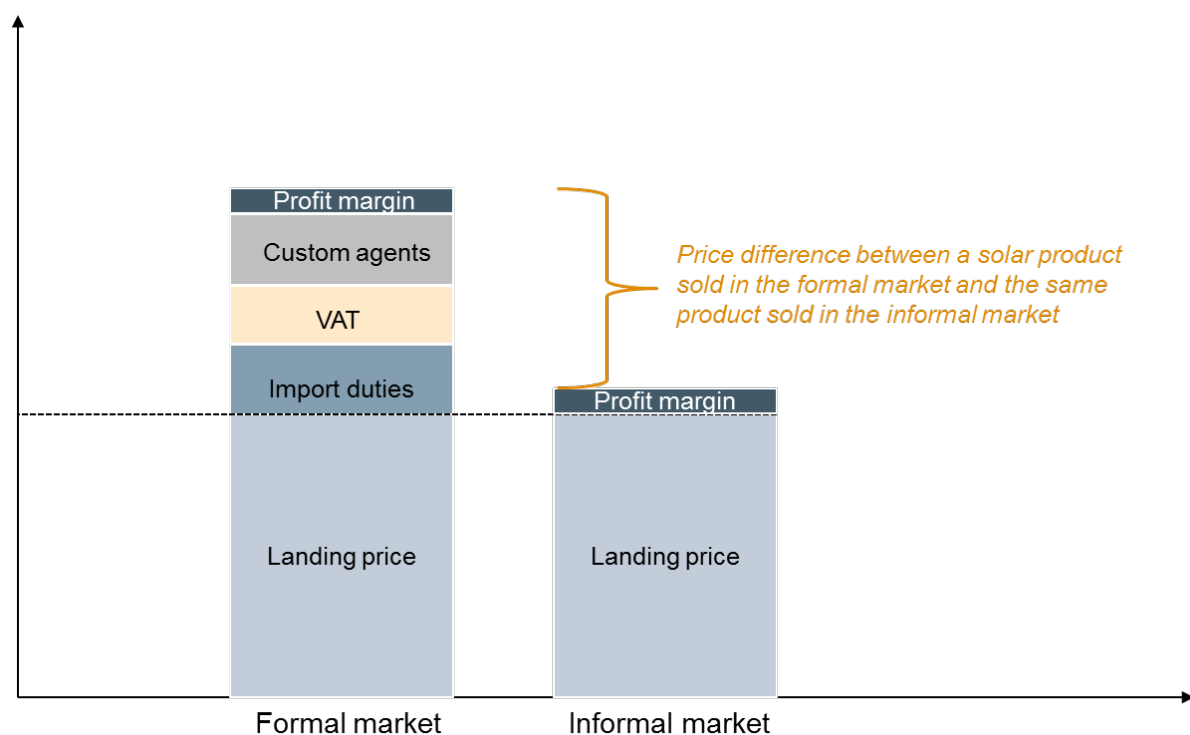 Profit margin
Custom agents
VAT
Import duties
Landing price
Price difference between a solar product
sold in the formal market and the same
product sold in the informal market
Profit margin
Landing price
Formal market
Informal market